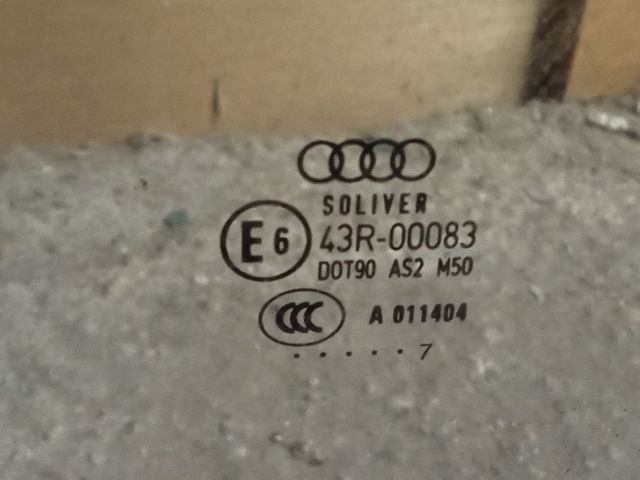 SOLIVER
E6 43R-00083
DOT90 AS2 M50
CCC A 011404
. . . . . 7